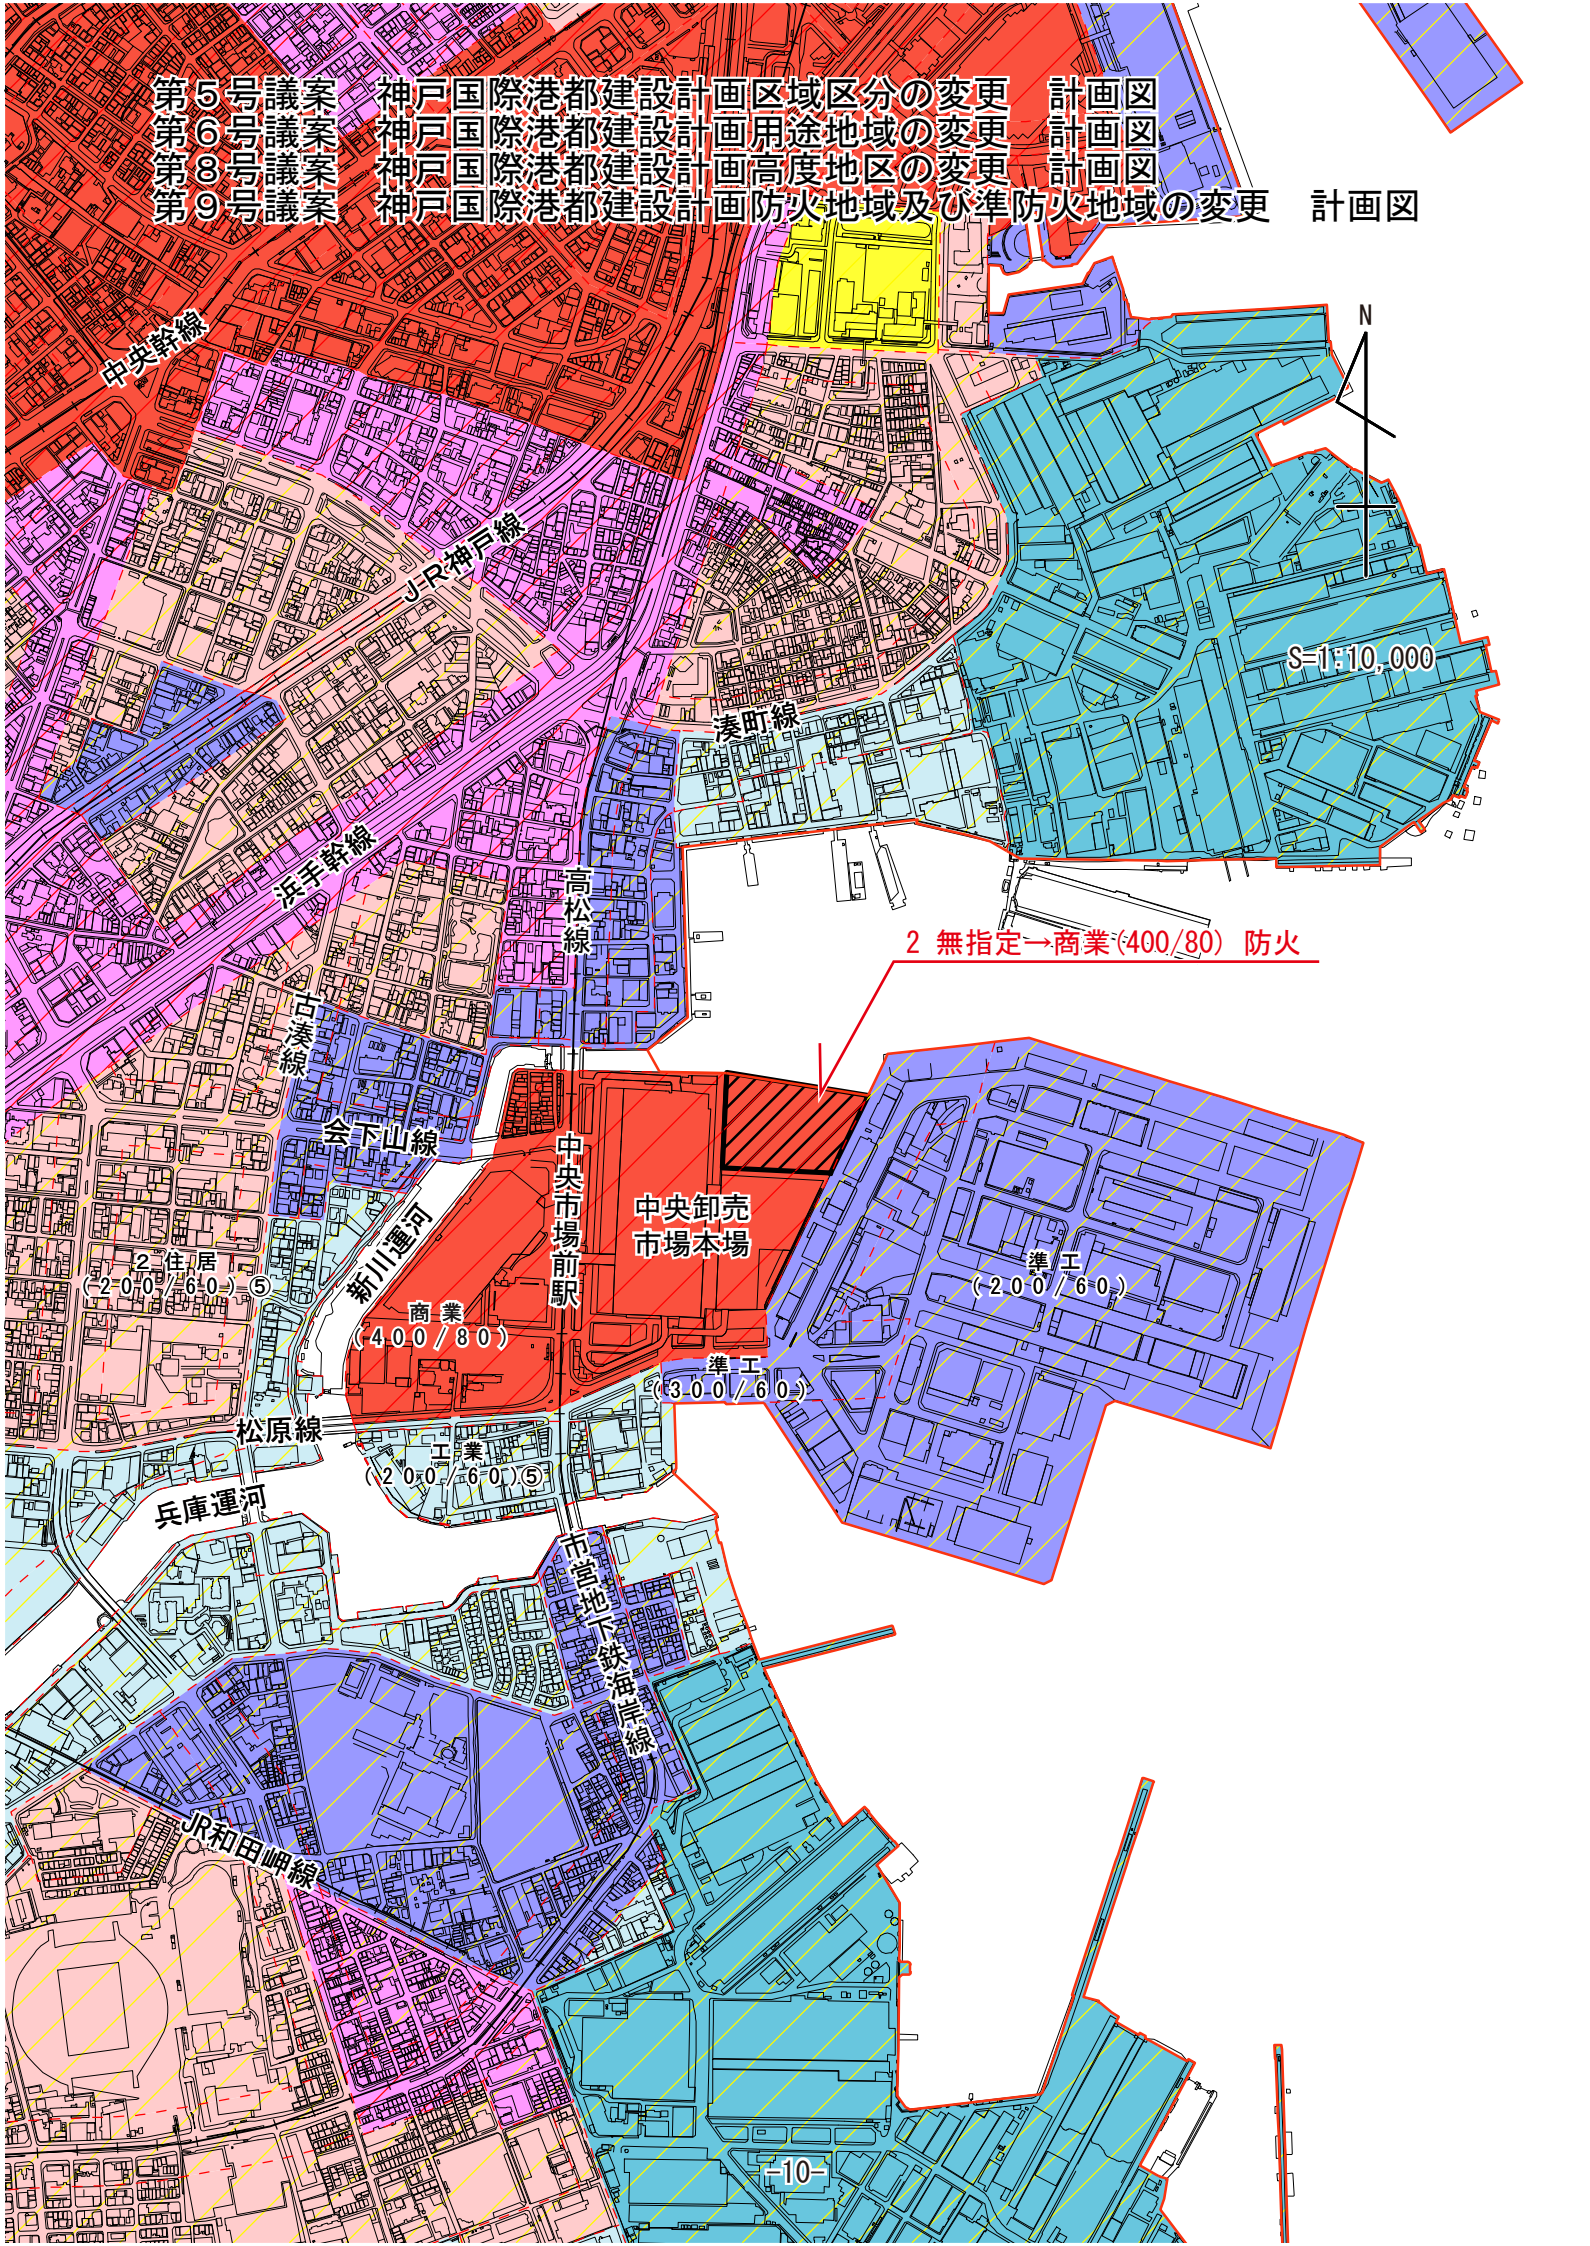 第5号議案　神戸国際港都建設計画区域区分の変更　計画図
第6号議案　神戸国際港都建設計画用途地域の変更　計画図
第8号議案　神戸国際港都建設計画高度地区の変更　計画図
第9号議案　神戸国際港都建設計画防火地域及び準防火地域の変更　計画図
N
中央幹線
JR神戸線
S=1:10,000
湊町線
浜手幹線
高松線
2 無指定→商業(400/80) 防火
古湊線
会下山線
中央市場前駅
中央卸売
市場本場
新川運河
2住居
(200/60)⑤
準工
(200/60)
商業
(400/80)
準工
(300/60)
松原線
工業
(200/60)⑤
兵庫運河
市営地下鉄海岸線
JR和田岬線
-10-